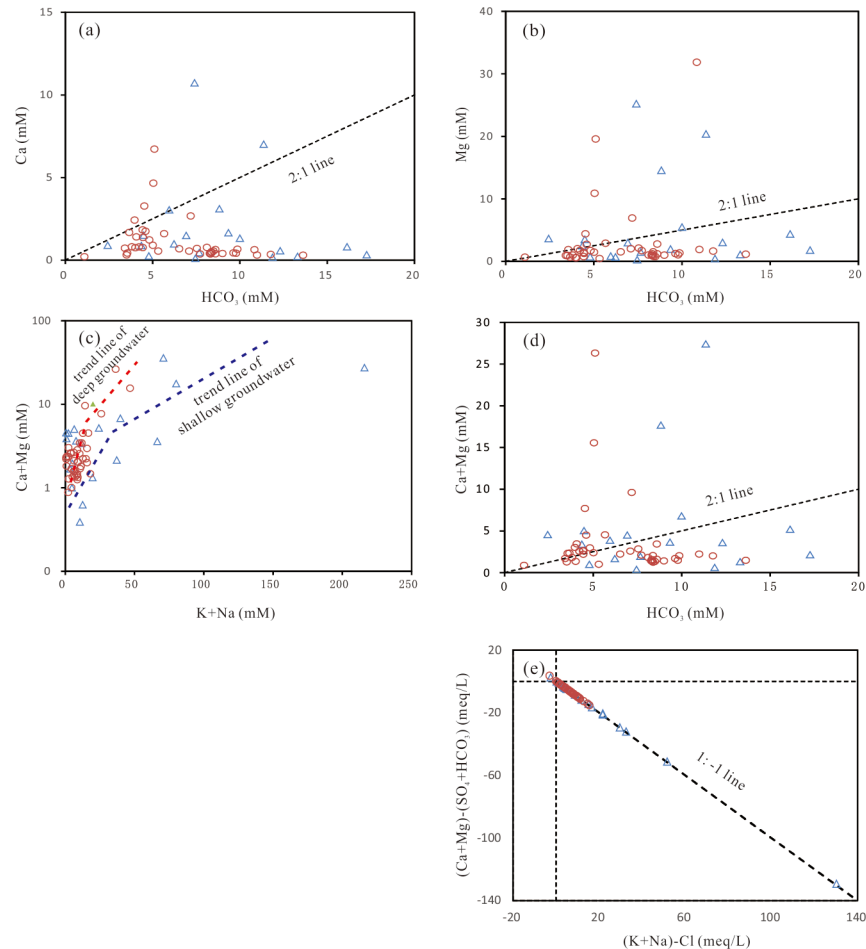 (a)
15
10
5
0
Ca (mM)
2:1 line
0
5
10
15
20
HCO₃ (mM)
(b)
40
30
20
10
0
Mg (mM)
2:1 line
0
5
10
15
20
HCO₃ (mM)
(c)
100
10
1
0
Ca+Mg (mM)
trend line of
deep groundwater
trend line of
shallow groundwater
0
50
100
150
200
250
K+Na (mM)
(d)
30
25
20
15
10
5
0
Ca+Mg (mM)
2:1 line
0
5
10
15
20
HCO₃ (mM)
(e)
20
-20
-60
-100
-140
(Ca+Mg)-(SO₄+HCO₃) (meq/L)
1: -1 line
-20
20
60
100
140
(K+Na)-Cl (meq/L)